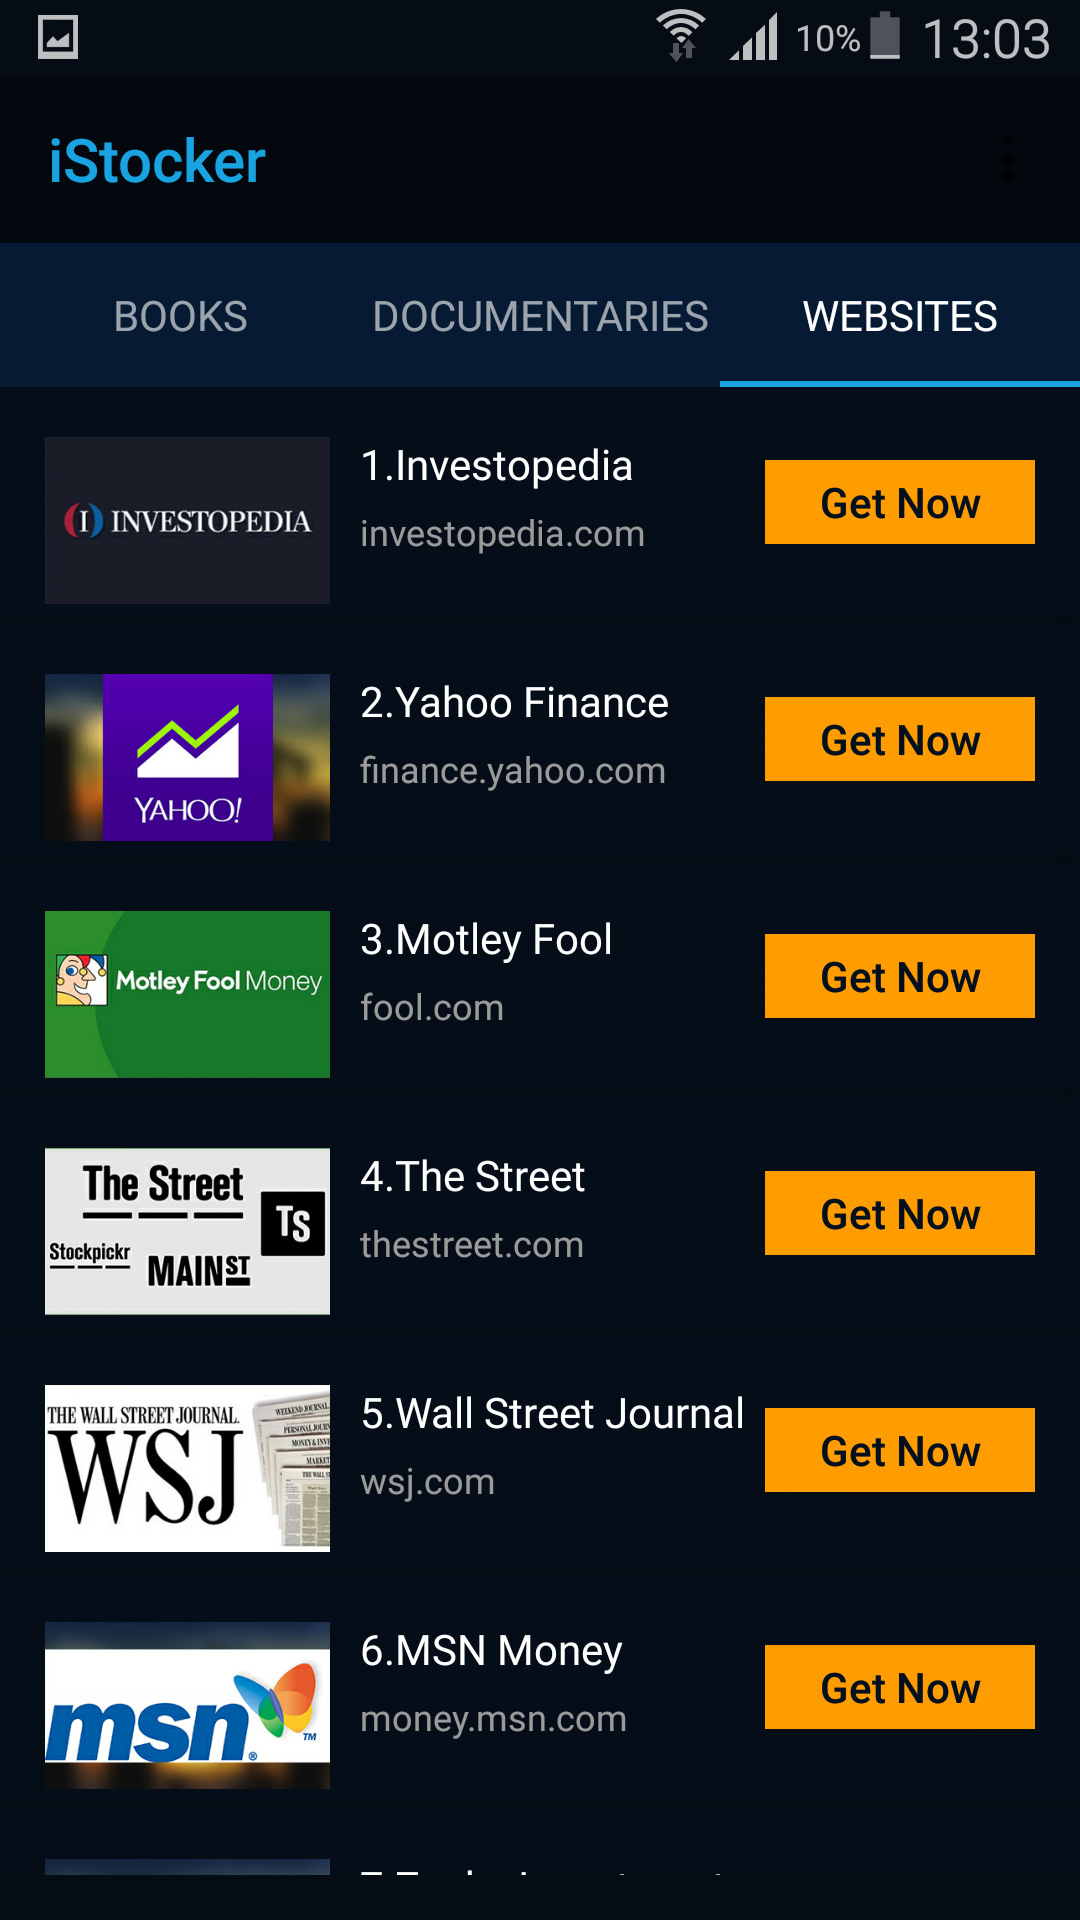 10% 13:03
iStocker
BOOKS DOCUMENTARIES WEBSITES
INVESTOPEDIA
1.Investopedia
investopedia.com
Get Now
YAHOO!
2.Yahoo Finance
finance.yahoo.com
Get Now
Motley Fool Money
3.Motley Fool
fool.com
Get Now
The Street
TS
Stockpickr
MAINST
4.The Street
thestreet.com
Get Now
THE WALL STREET JOURNAL.
WSJ
WEEKEND JOURNAL
5.Wall Street Journal
wsj.com
Get Now
msn
6.MSN Money
money.msn.com
Get Now